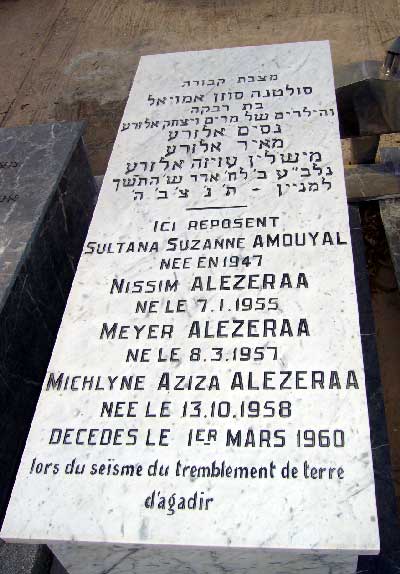 מצבת קבורת
סולטנה סוזן אמויאל
בת רבקה
והילדים של מרים ויצחק אלזרע
נסים אלזרע
מאיר אלזרע
מישלין עזיזה אלזרע
נלב״ע ב׳לח׳ אדר ש׳התשך
למנין - ת׳ נ׳ צ׳ ב׳ ה׳
ICI REPOSENT
SULTANA SUZANNE AMOUYAL
NEE EN 1947
NISSIM ALEZERAA
NE LE 7.1.1955
MEYER ALEZERAA
NE LE 8.3.1957
MICHLYNE AZIZA ALEZERAA
NEE LE 13.10.1958
DECEDES LE 1ER MARS 1960
lors du seïsme du tremblement de terre
d'agadir